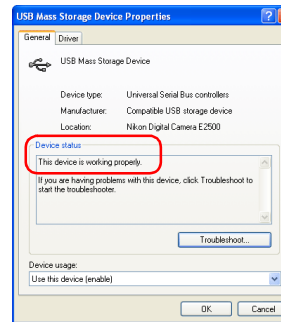 USB Mass Storage Device Properties
General Driver
USB Mass Storage Device
Device type: Universal Serial Bus controllers
Manufacturer: Compatible USB storage device
Location: Nikon Digital Camera E2500
Device status
This device is working properly.
If you are having problems with this device, click Troubleshoot to
start the troubleshooter.
Troubleshoot...
Device usage:
Use this device (enable)
OK Cancel